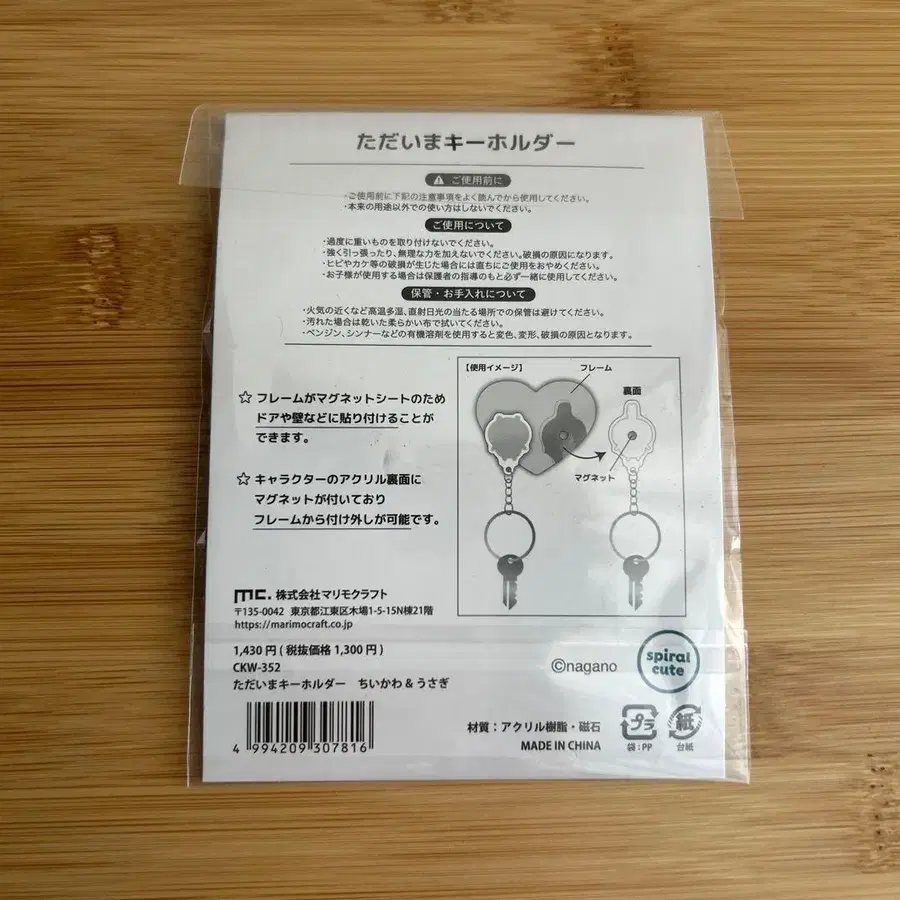 ただいまキーホルダー
ご使用前に
・ご使用前に下記の注意事項をよく読んでから使用してください。
・本来の用途以外での使い方はしないでください。
ご使用について
・過度に重いものを取り付けないでください。
・強く引っ張ったり、無理な力を加えないでください。破損の原因になります。
・ヒビやカケ等の破損が生じた場合には直ちにご使用をおやめください。
・お子様が使用する場合は保護者の指導のもと必ず一緒に使用してください。
保管・お手入れについて
・火気の近くなど高温多湿、直射日光の当たる場所での保管は避けてください。
・汚れた場合は乾いた柔らかい布で拭いてください。
・ベンジン、シンナーなどの有機溶剤を使用すると変色、変形、破損の原因となります。
☆ フレームがマグネットシートのため
ドアや壁などに貼り付けることが
できます。
☆ キャラクターのアクリル裏面に
マグネットが付いており
フレームから付け外しが可能です。
【使用イメージ】
フレーム
裏面
マグネット
mc. 株式会社マリモクラフト
〒135-0042 東京都江東区木場1-5-15N棟21階
https://marimocraft.co.jp
1,430円(税抜価格1,300円)
CKW-352
ただいまキーホルダー ちいかわ&うさぎ
4 994209 307816
©nagano
spiral
cute
材質:アクリル樹脂・磁石
MADE IN CHINA
プラ
袋:PP
紙
台紙